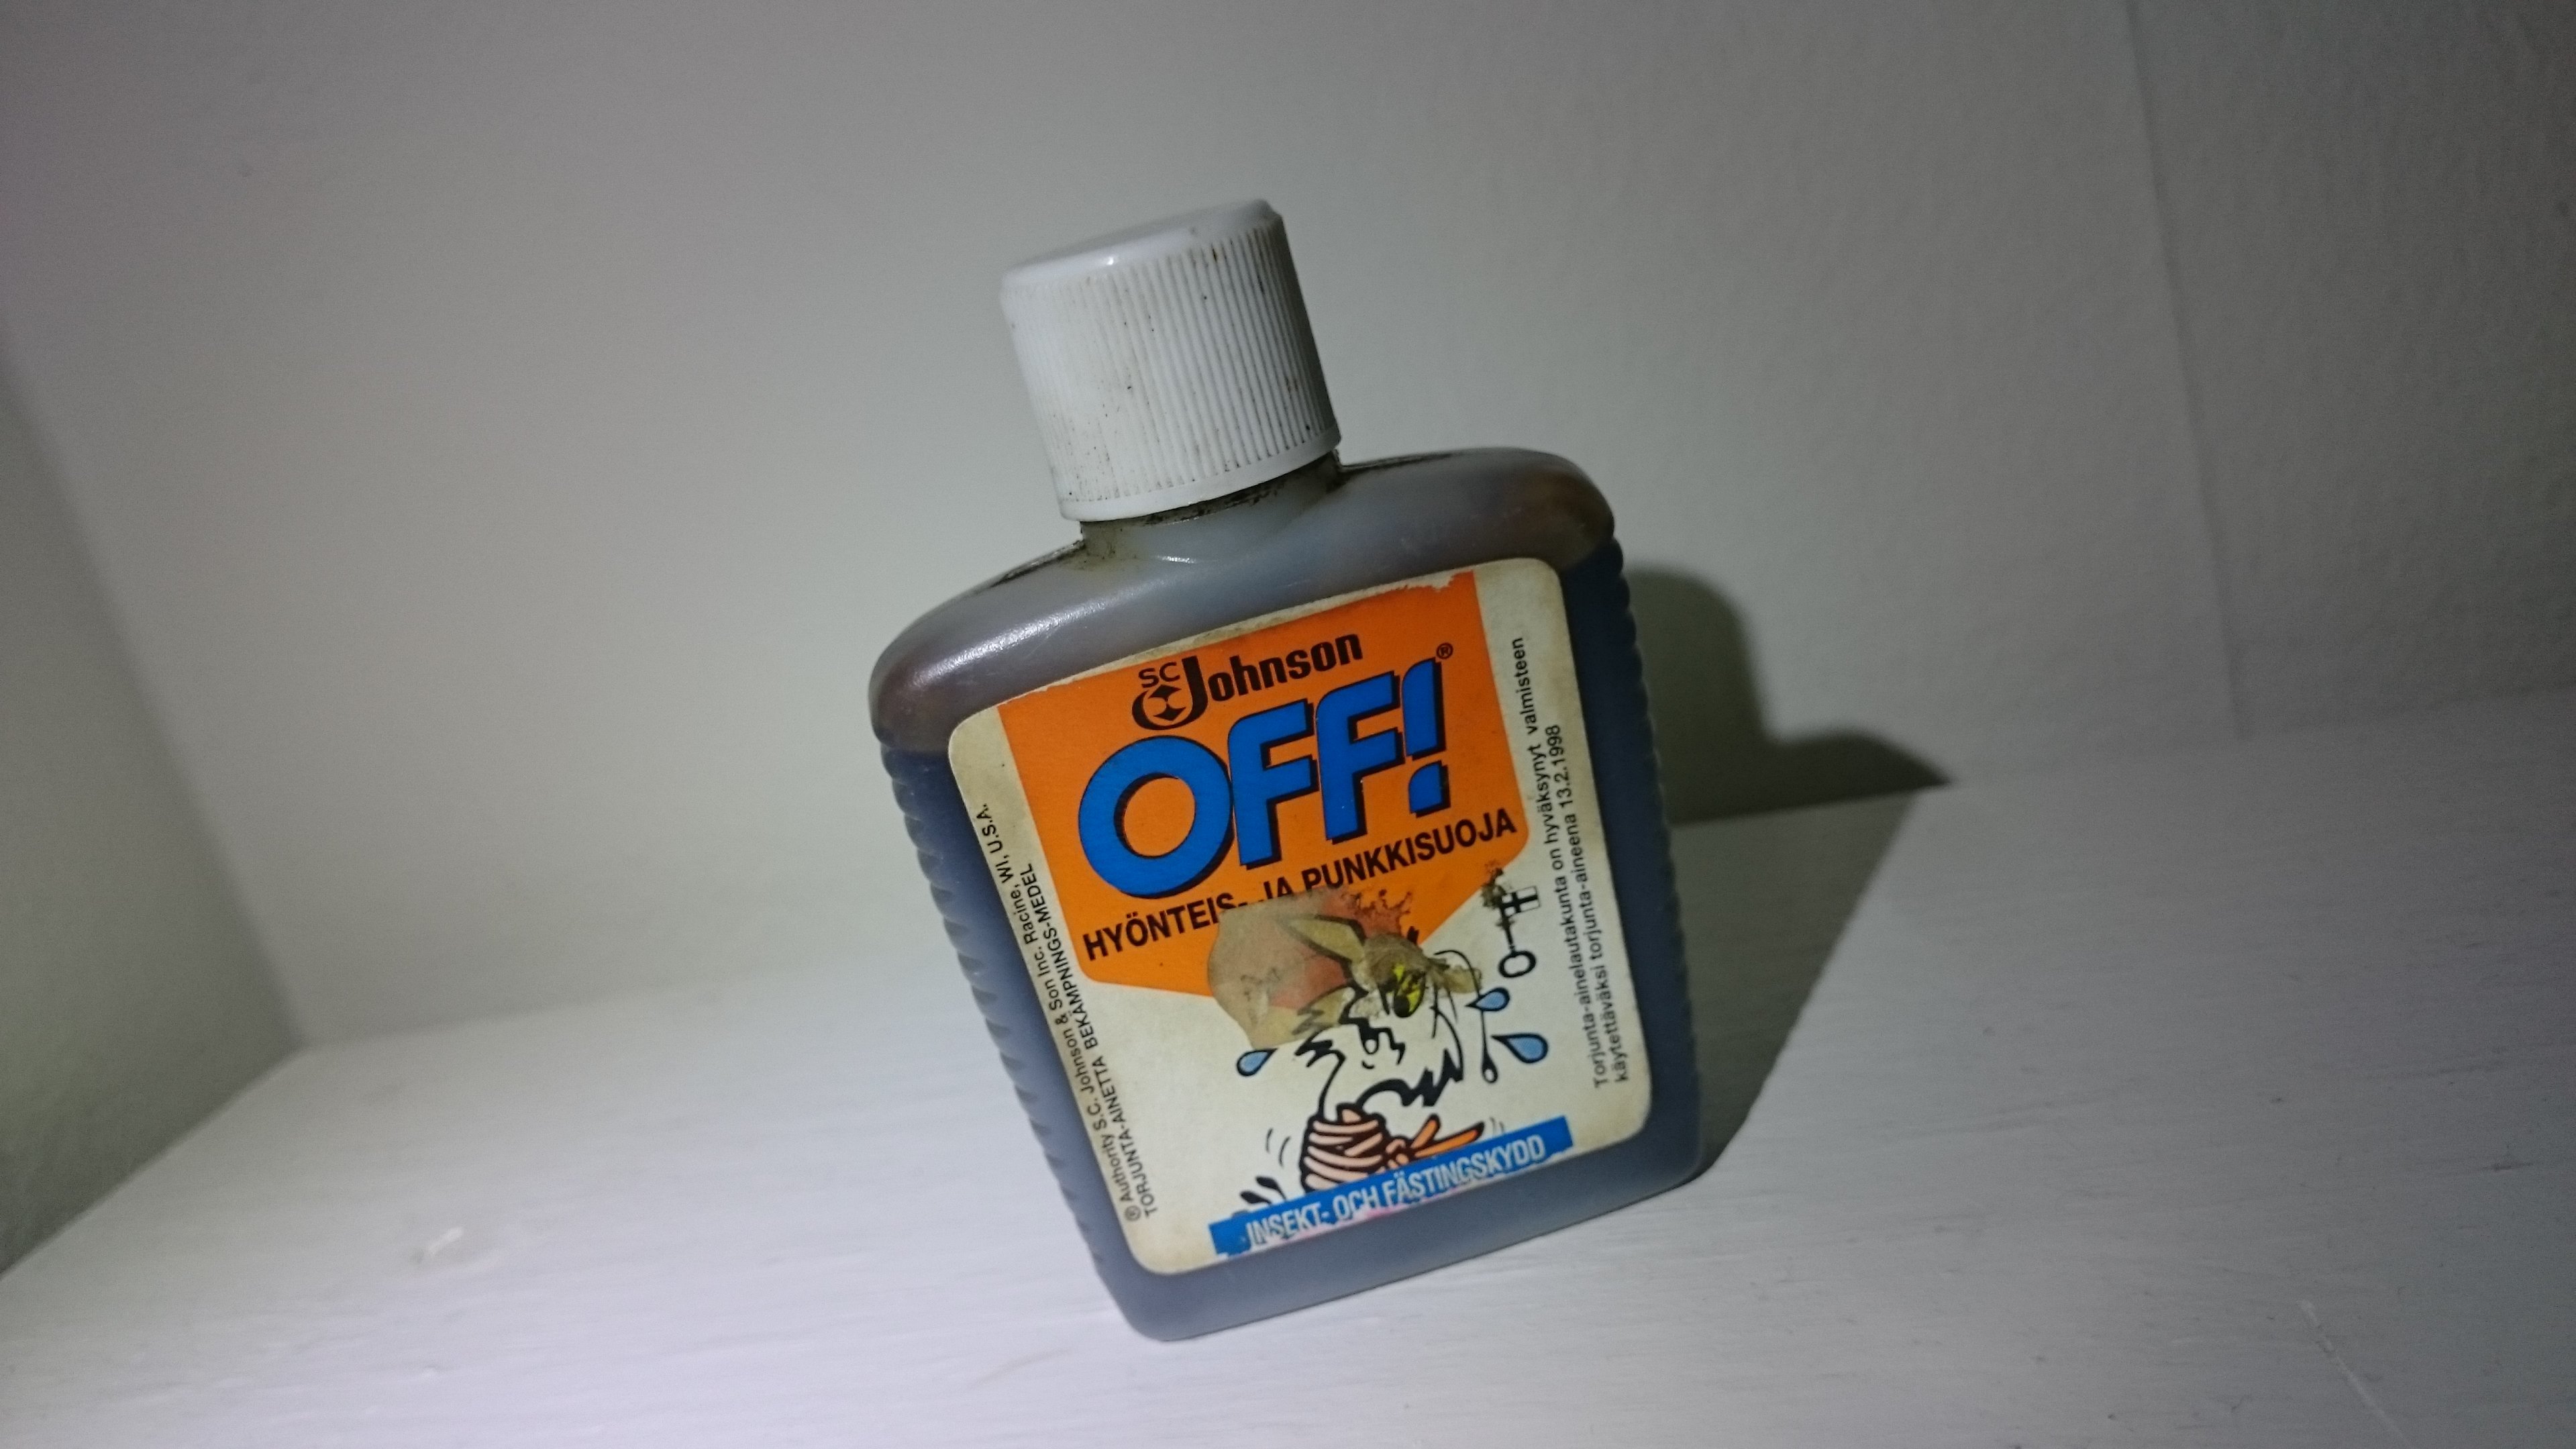 SC Johnson
OFF!®
HYÖNTEIS- JA PUNKKISUOJA
INSEKT- OCH FÄSTINGSKYDD
® Authority S.C. Johnson & Son Inc. Racine, WI, U.S.A.
TORJUNTA-AINETTA BEKÄMPNINGS-MEDEL
Torjunta-ainelautakunta on hyväksynyt valmisteen
käytettäväksi torjunta-aineena 13.2.1998